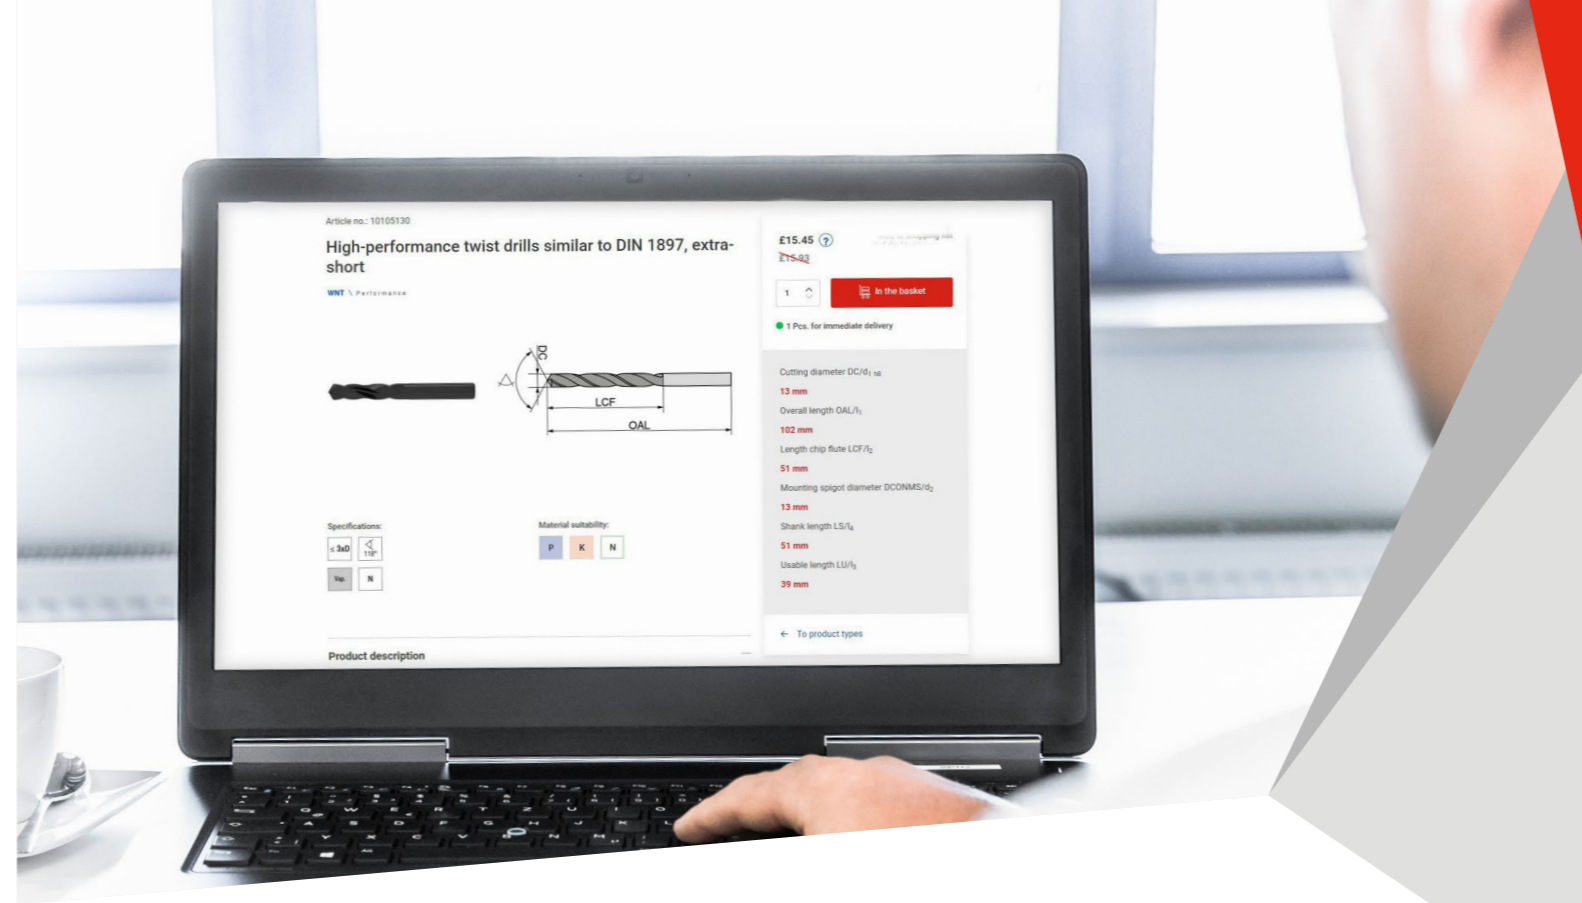 Article no.: 10105130
High-performance twist drills similar to DIN 1897, extra-
short
WNT \ Performance
DC
LCF
OAL
Specifications:
≤ 3xD
118°
Vap.
N
Material suitability:
P K N
£15.45 ?
£15.93
1
In the basket
1 Pcs. for immediate delivery
Cutting diameter DC/d1 h8
13 mm
Overall length OAL/l1
102 mm
Length chip flute LCF/l2
51 mm
Mounting spigot diameter DCONMS/d2
13 mm
Shank length LS/l4
51 mm
Usable length LU/l3
39 mm
← To product types
Product description